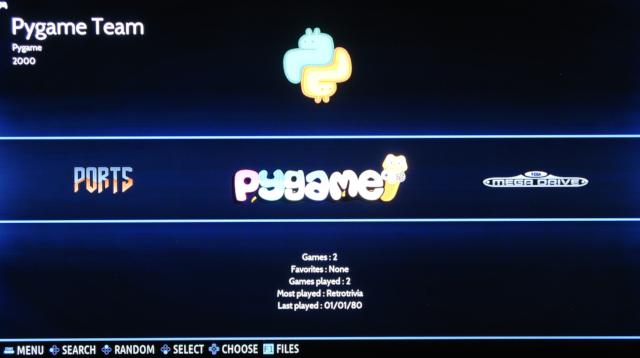 Pygame Team
Pygame
2000
PORTS
pygame
SEGA
MEGA DRIVE
Games : 2
Favorites : None
Games played : 2
Most played : Retrotrivia
Last played : 01/01/80
MENU SEARCH RANDOM SELECT CHOOSE FILES